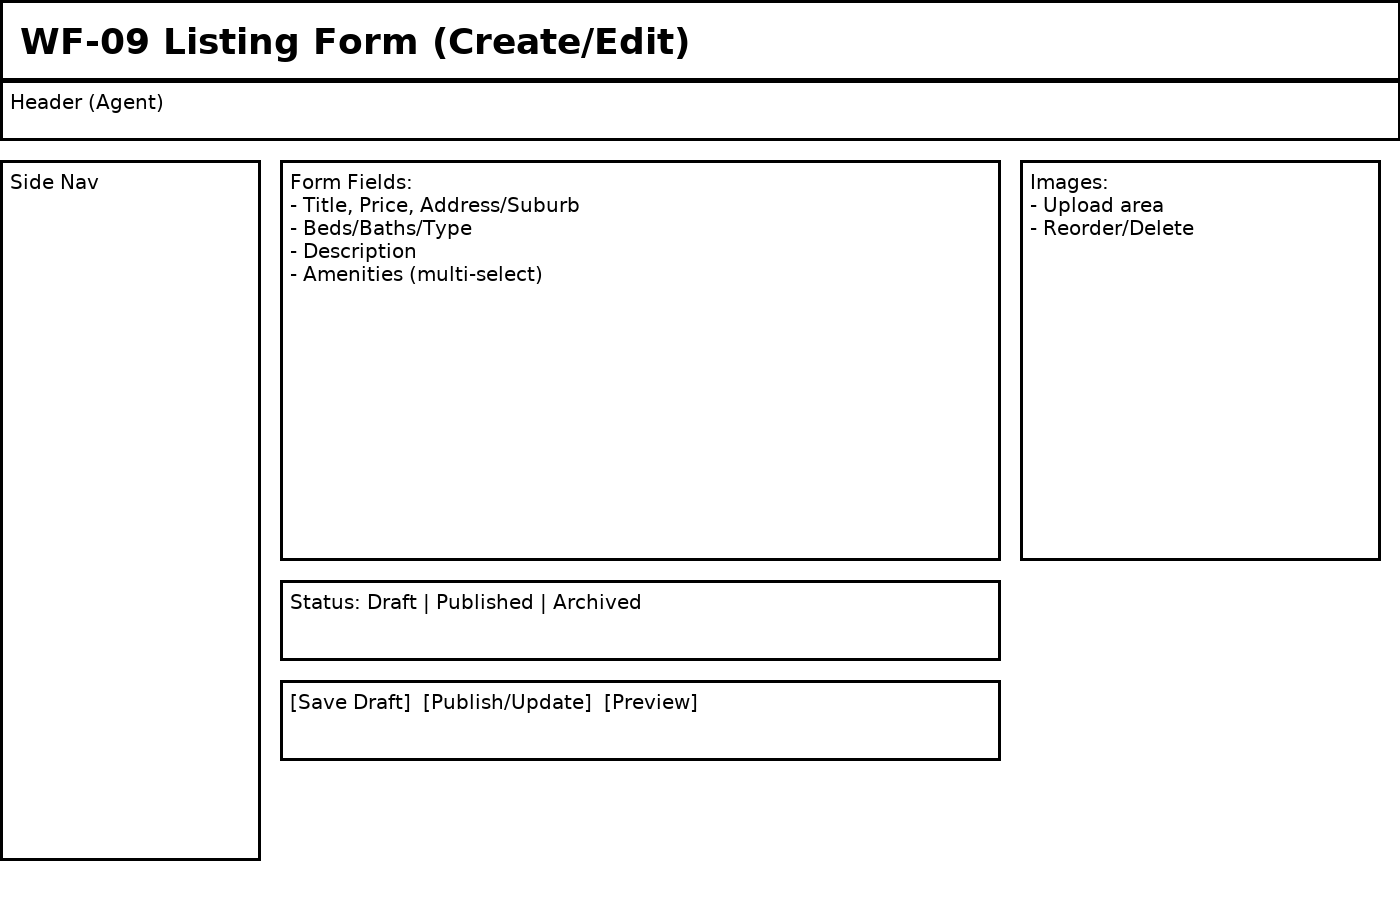 WF-09 Listing Form (Create/Edit)
Header (Agent)
Side Nav
Form Fields:
- Title, Price, Address/Suburb
- Beds/Baths/Type
- Description
- Amenities (multi-select)
Images:
- Upload area
- Reorder/Delete
Status: Draft | Published | Archived
[Save Draft]  [Publish/Update]  [Preview]